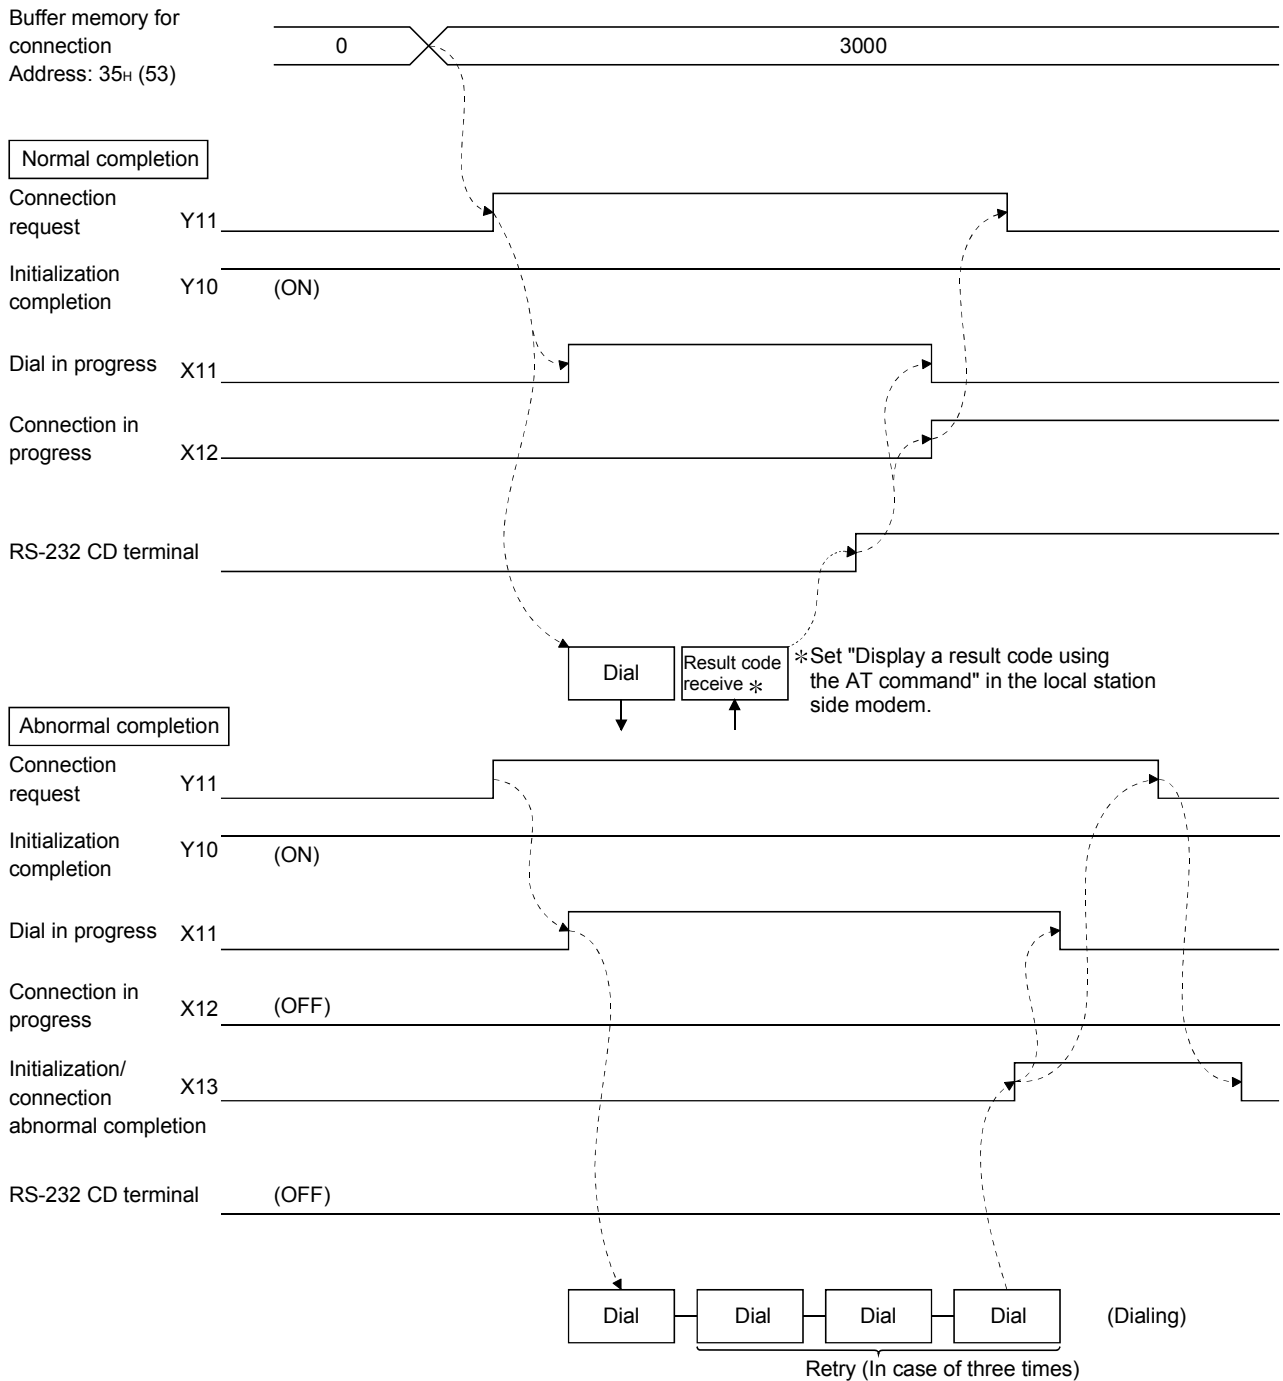 Buffer memory for
connection
Address: 35H (53)
0
3000
Normal completion
Connection
request
Y11
Initialization
completion
Y10
(ON)
Dial in progress
X11
Connection in
progress
X12
RS-232 CD terminal
Dial
Result code
receive *
*Set "Display a result code using
the AT command" in the local station
side modem.
Abnormal completion
Connection
request
Y11
Initialization
completion
Y10
(ON)
Dial in progress
X11
Connection in
progress
X12
(OFF)
Initialization/
connection
abnormal completion
X13
RS-232 CD terminal
(OFF)
Dial
Dial
Dial
Dial
(Dialing)
Retry (In case of three times)